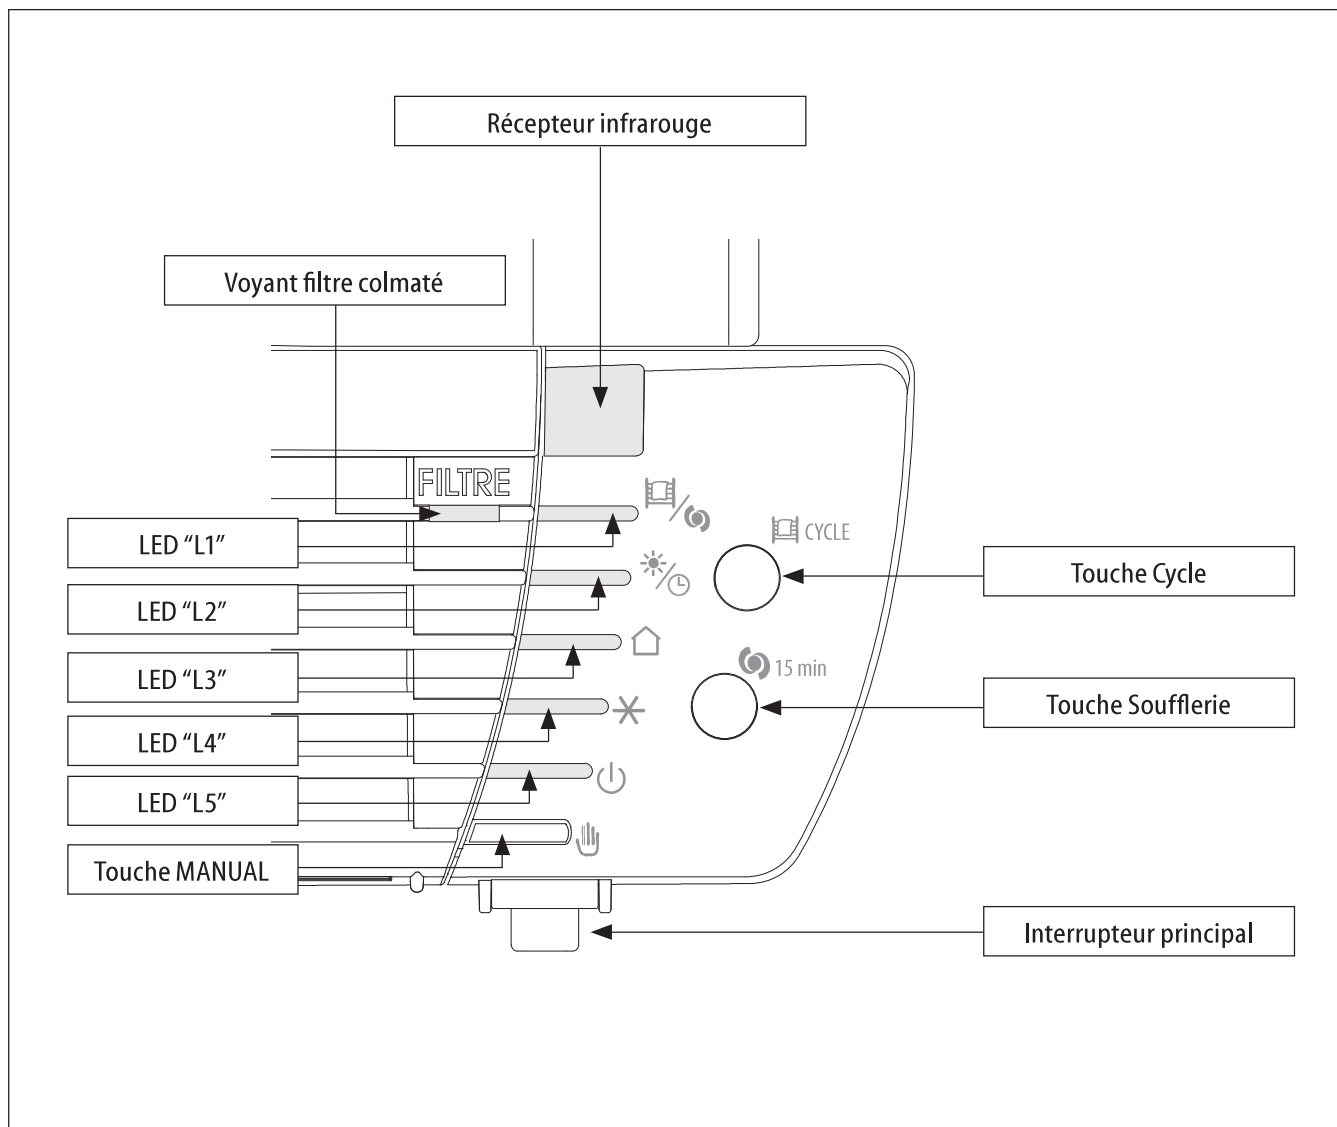 Récepteur infrarouge
Voyant filtre colmaté
FILTRE
LED “L1”
CYCLE
Touche Cycle
LED “L2”
LED “L3”
15 min
Touche Soufflerie
LED “L4”
LED “L5”
Touche MANUAL
Interrupteur principal